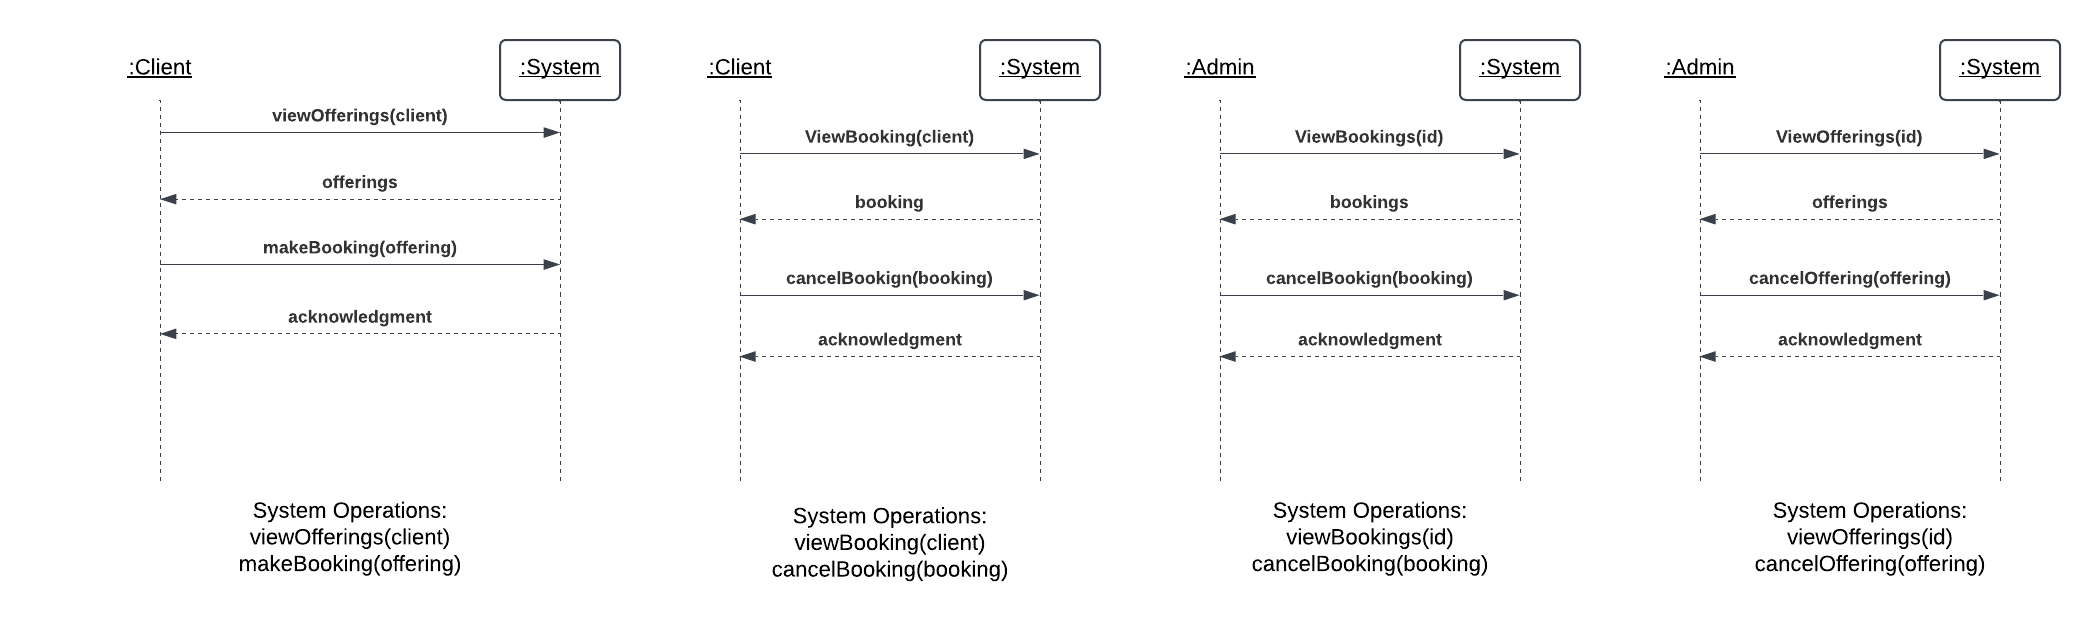 :Client
:System
viewOfferings(client)
offerings
makeBooking(offering)
acknowledgment
System Operations:
viewOfferings(client)
makeBooking(offering)
:Client
:System
ViewBooking(client)
booking
cancelBookign(booking)
acknowledgment
System Operations:
viewBooking(client)
cancelBooking(booking)
:Admin
:System
ViewBookings(id)
bookings
cancelBookign(booking)
acknowledgment
System Operations:
viewBookings(id)
cancelBooking(booking)
:Admin
:System
ViewOfferings(id)
offerings
cancelOffering(offering)
acknowledgment
System Operations:
viewOfferings(id)
cancelOffering(offering)